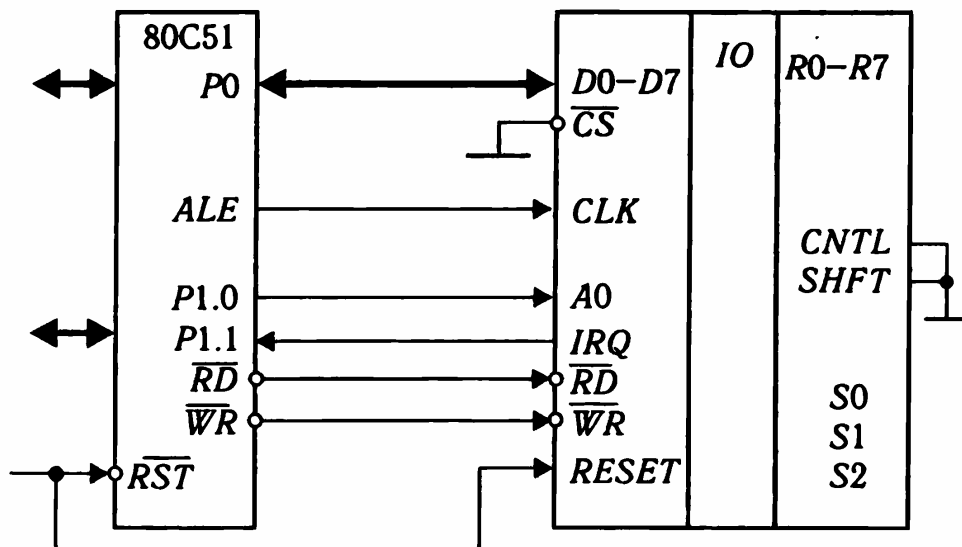 80C51
P0
ALE
P1.0
P1.1
RD
WR
RST
D0-D7
CS
CLK
A0
IRQ
RD
WR
RESET
IO
R0-R7
CNTL
SHFT
S0
S1
S2